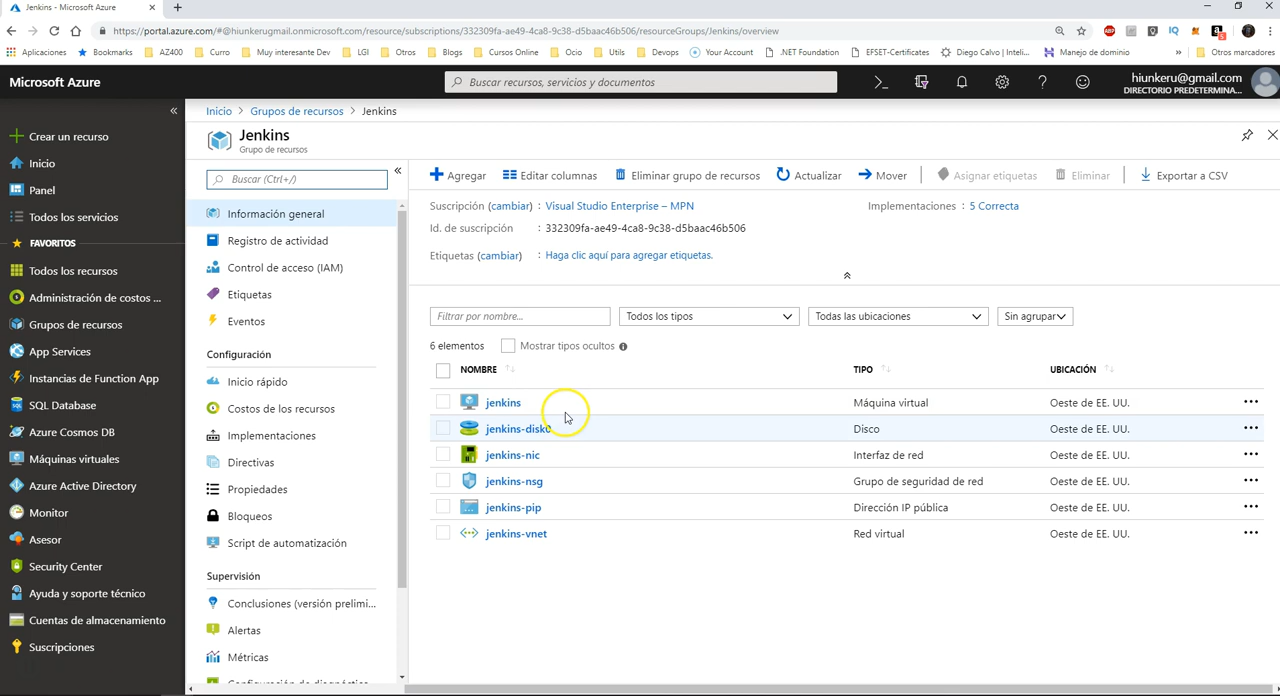 Jenkins - Microsoft Azure
https://portal.azure.com/#@hiunkerugmail.onmicrosoft.com/resource/subscriptions/332309fa-ae49-4ca8-9c38-d5baac46b506/resourceGroups/Jenkins/overview
Aplicaciones Bookmarks AZ400 Curro Muy interesante Dev LGI Otros Blogs Cursos Online Ocio Utils Devops Your Account .NET Foundation EFSET-Certificates Diego Calvo | Inteli... Manejo de dominio » Otros marcadores
Microsoft Azure
Buscar recursos, servicios y documentos
hiunkeru@gmail.com
DIRECTORIO PREDETERMINA...
Crear un recurso
Inicio
Panel
Todos los servicios
FAVORITOS
Todos los recursos
Administración de costos ...
Grupos de recursos
App Services
Instancias de Function App
SQL Database
Azure Cosmos DB
Máquinas virtuales
Azure Active Directory
Monitor
Asesor
Security Center
Ayuda y soporte técnico
Cuentas de almacenamiento
Suscripciones
Inicio > Grupos de recursos > Jenkins
Jenkins
Grupo de recursos
Buscar (Ctrl+/)
Información general
Registro de actividad
Control de acceso (IAM)
Etiquetas
Eventos
Configuración
Inicio rápido
Costos de los recursos
Implementaciones
Directivas
Propiedades
Bloqueos
Script de automatización
Supervisión
Conclusiones (versión prelimi...
Alertas
Métricas
Agregar Editar columnas Eliminar grupo de recursos Actualizar Mover Asignar etiquetas Eliminar Exportar a CSV
Suscripción (cambiar) : Visual Studio Enterprise – MPN Implementaciones : 5 Correcta
Id. de suscripción : 332309fa-ae49-4ca8-9c38-d5baac46b506
Etiquetas (cambiar) : Haga clic aquí para agregar etiquetas.
Filtrar por nombre... Todos los tipos Todas las ubicaciones Sin agrupar
6 elementos Mostrar tipos ocultos
NOMBRE TIPO UBICACIÓN
jenkins Máquina virtual Oeste de EE. UU.
jenkins-disk0 Disco Oeste de EE. UU.
jenkins-nic Interfaz de red Oeste de EE. UU.
jenkins-nsg Grupo de seguridad de red Oeste de EE. UU.
jenkins-pip Dirección IP pública Oeste de EE. UU.
jenkins-vnet Red virtual Oeste de EE. UU.